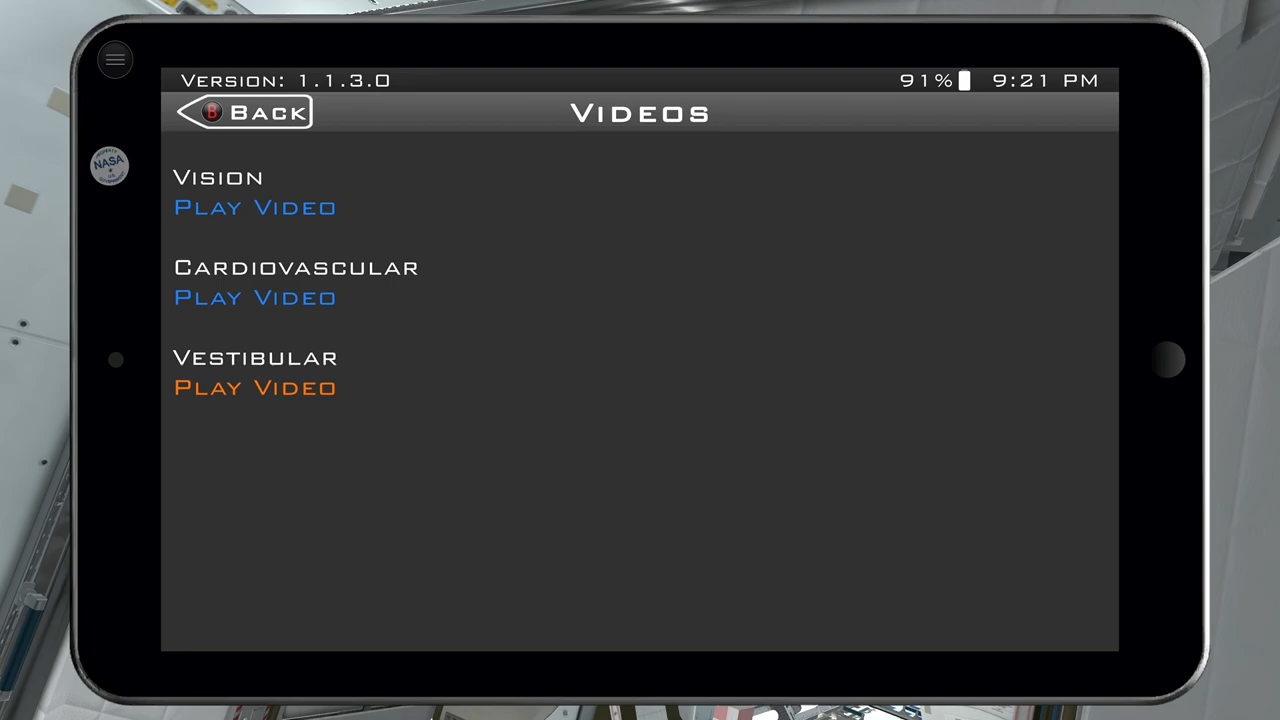 Version: 1.1.3.0
91% 9:21 PM
B Back
Videos
NASA
Vision
Play Video
Cardiovascular
Play Video
Vestibular
Play Video